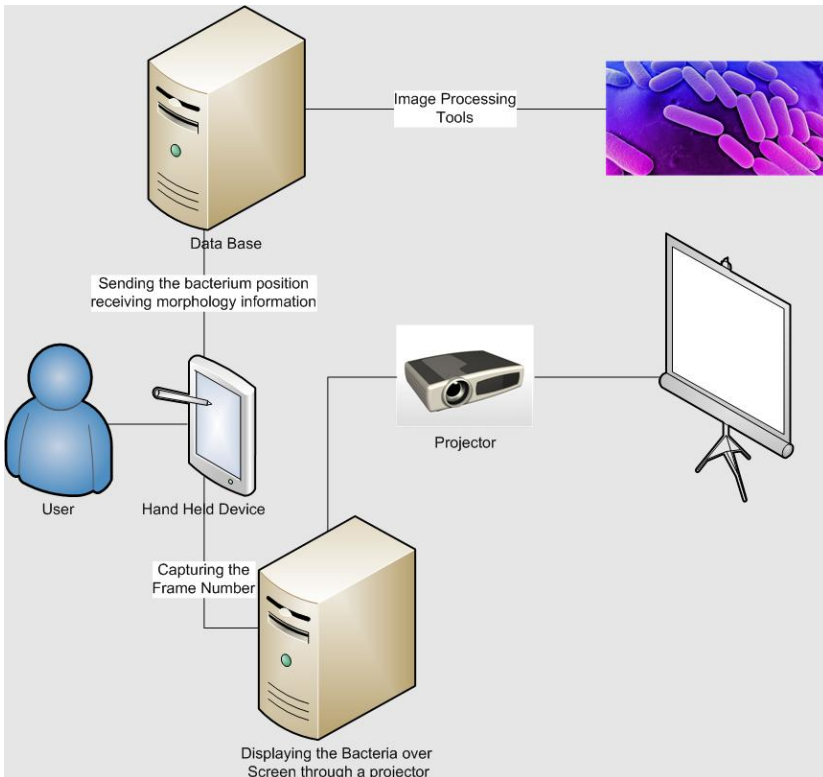 Image Processing
Tools
Data Base
Sending the bacterium position
receiving morphology information
Projector
User
Hand Held Device
Capturing the
Frame Number
Displaying the Bacteria over
Screen through a projector